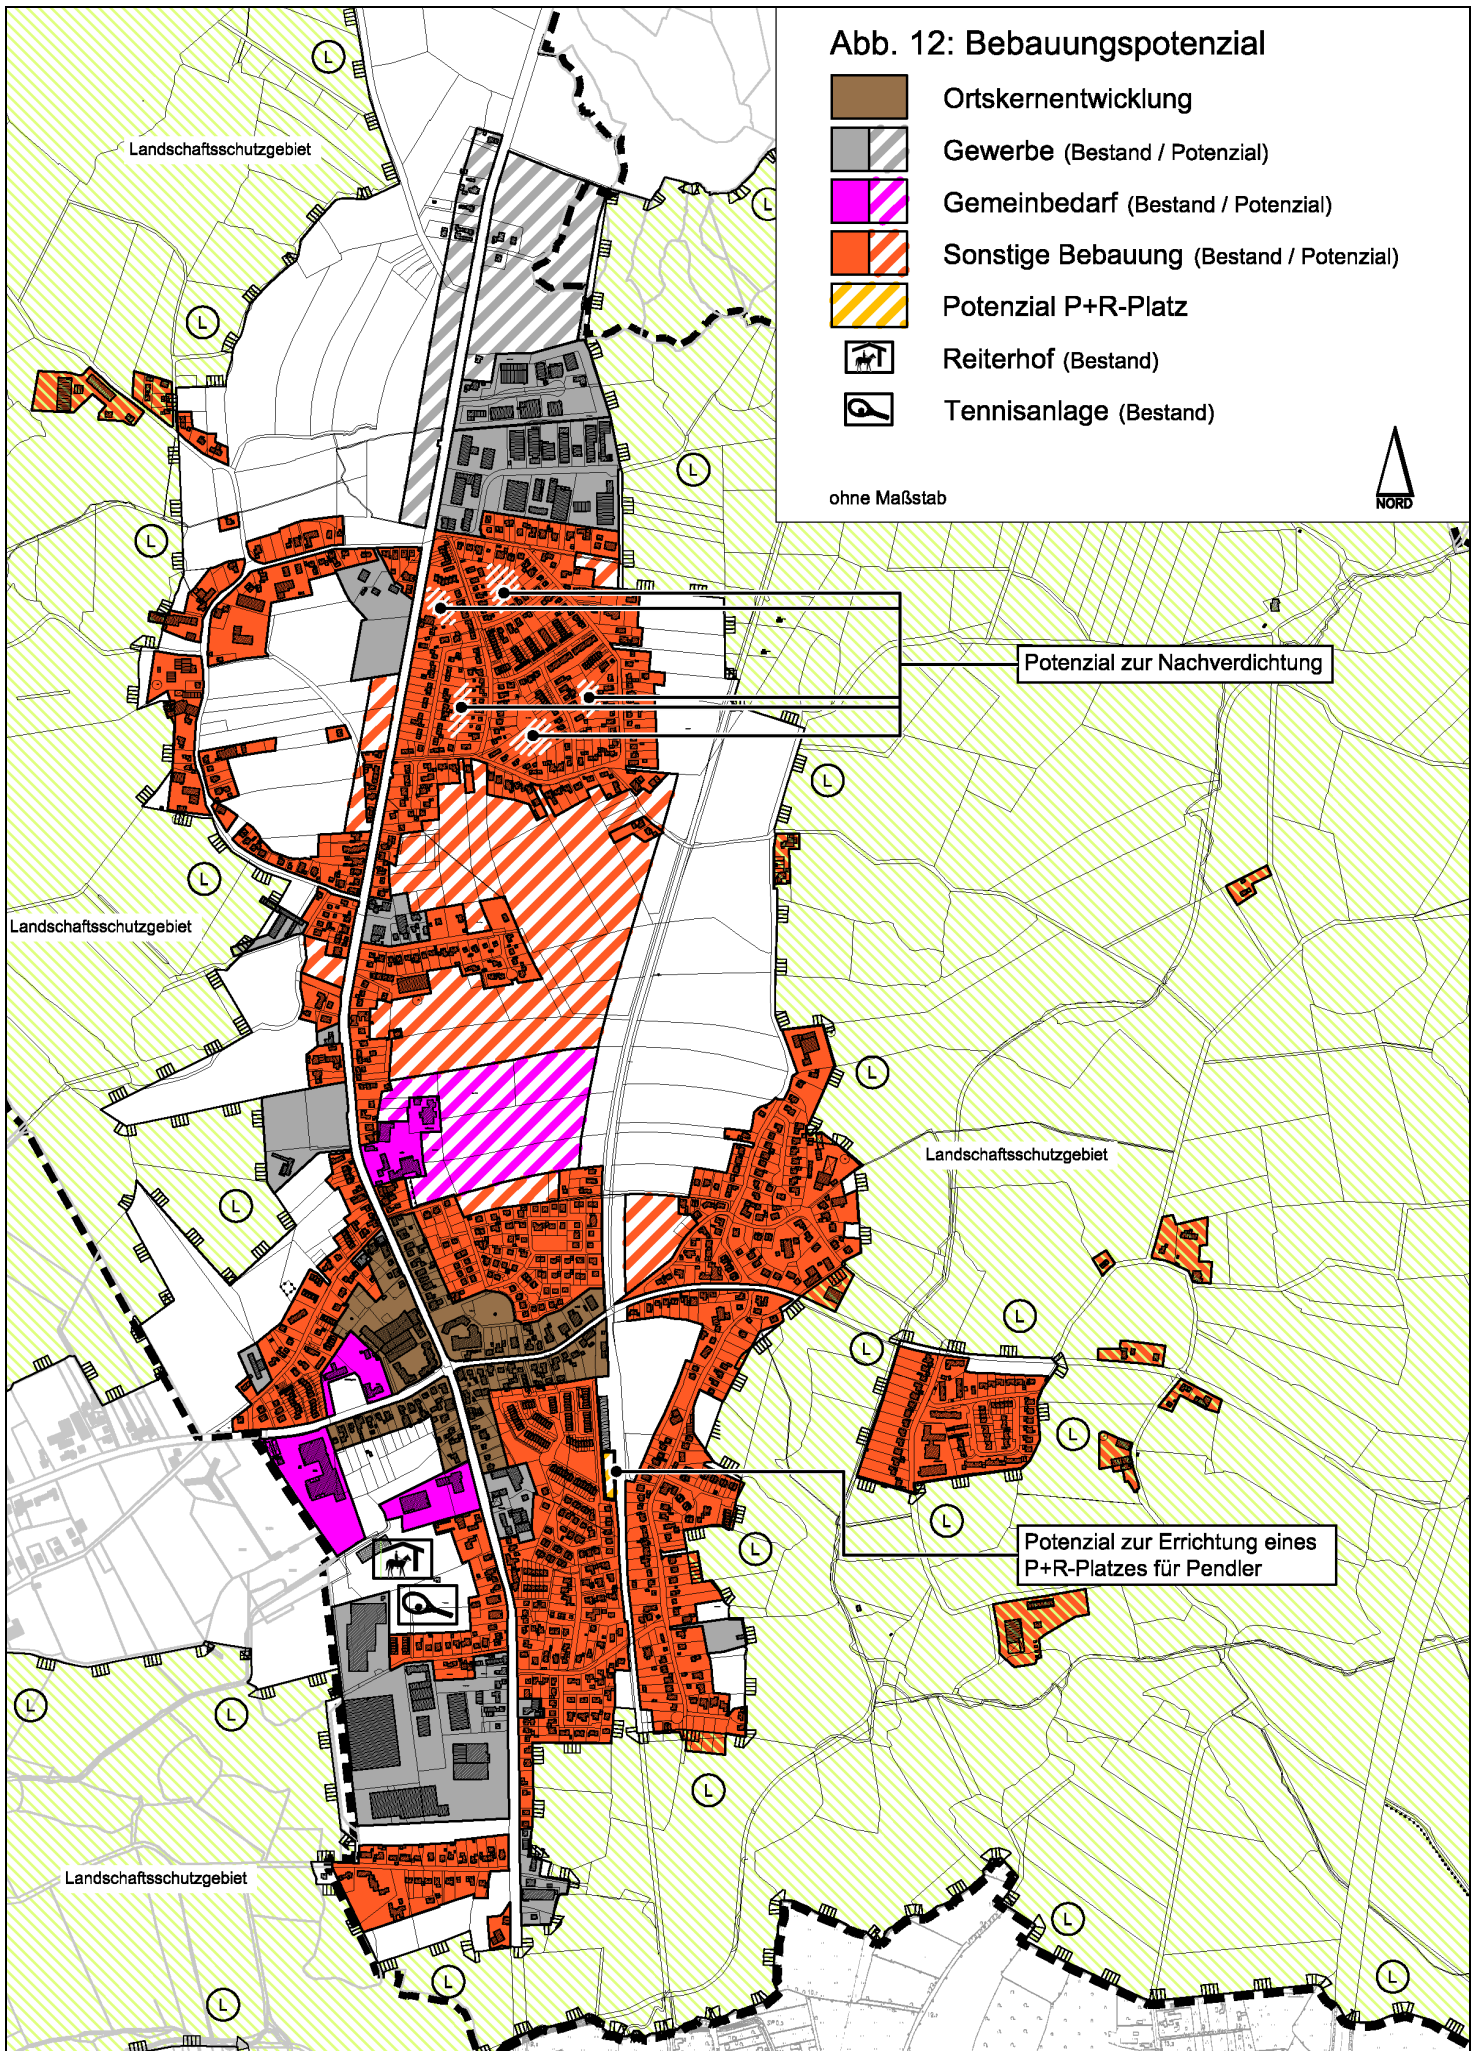 Abb. 12: Bebauungspotenzial
Ortskernentwicklung
Gewerbe (Bestand / Potenzial)
Gemeinbedarf (Bestand / Potenzial)
Sonstige Bebauung (Bestand / Potenzial)
Potenzial P+R-Platz
Reiterhof (Bestand)
Tennisanlage (Bestand)
ohne Maßstab
NORD
L
Landschaftsschutzgebiet
L
L
L
L
Potenzial zur Nachverdichtung
L
L
Landschaftsschutzgebiet
L
Landschaftsschutzgebiet
L
L
L
L
L
Potenzial zur Errichtung eines
P+R-Platzes für Pendler
L
L
L
L
Landschaftsschutzgebiet
L
L
L
L